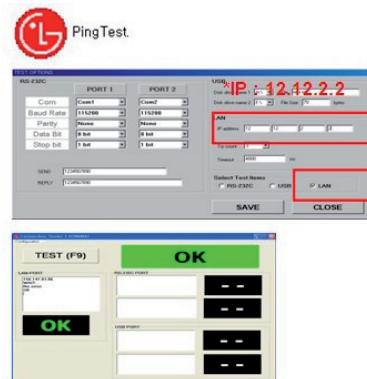 LG PingTest.
TEST OPTIONS
RS-232C
PORT 1 PORT 2
Com Com1 Com2
Baud Rate 115200 115200
Parity None None
Data Bit 8 bit 8 bit
Stop bit 1 bit 1 bit
SEND 1234567890
REPLY 1234567890
USB
IP : 12.12.2.2
LAN
IP address 12 12 2 2
Timeout 4000
Select Test Items
RS-232C USB LAN
SAVE CLOSE
TEST (F9) OK
LAN PORT
RS-232C PORT
OK
- -
- -
USB PORT
- -
- -